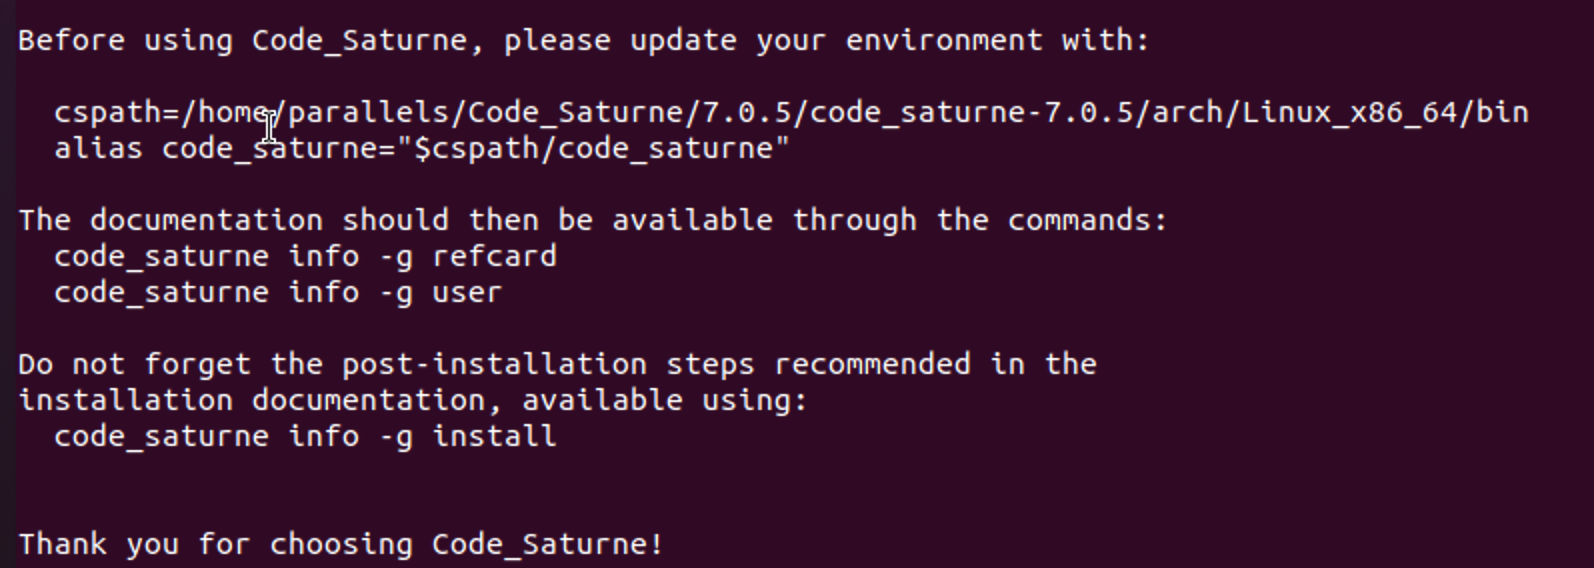 Before using Code_Saturne, please update your environment with:
cspath=/home/parallels/Code_Saturne/7.0.5/code_saturne-7.0.5/arch/Linux_x86_64/bin
alias code_saturne="$cspath/code_saturne"
The documentation should then be available through the commands:
code_saturne info -g refcard
code_saturne info -g user
Do not forget the post-installation steps recommended in the
installation documentation, available using:
code_saturne info -g install
Thank you for choosing Code_Saturne!